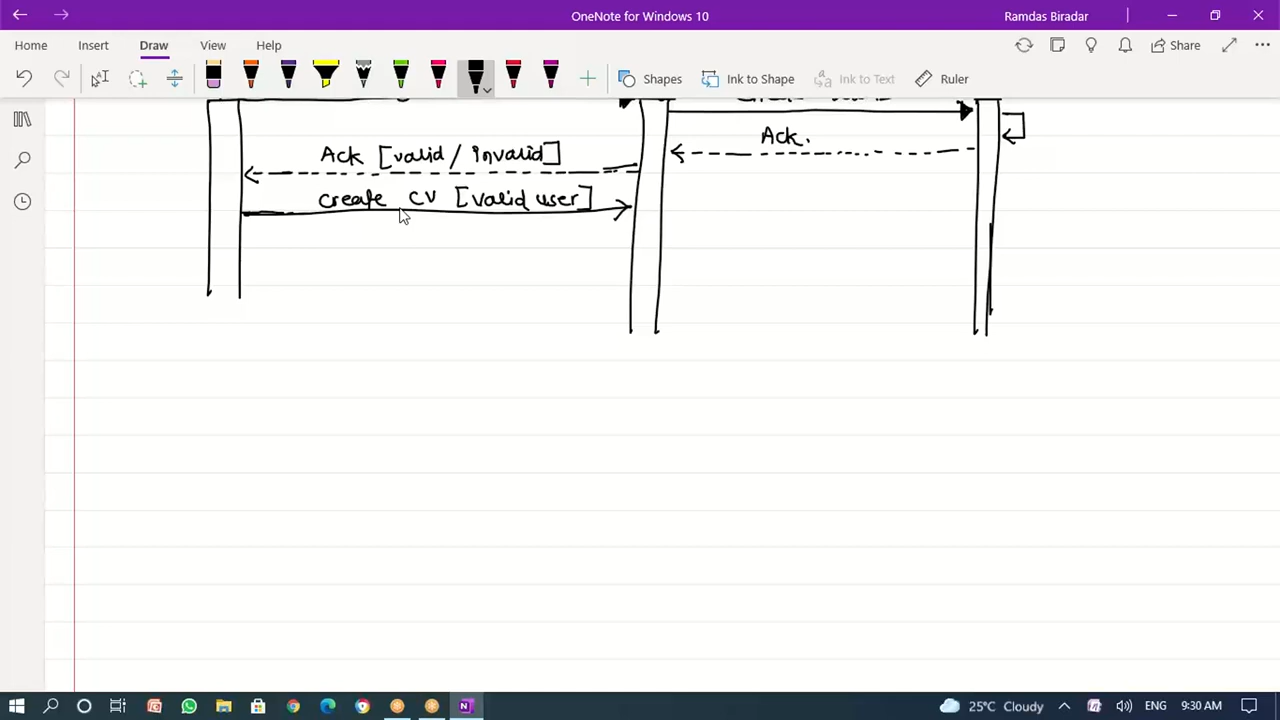 OneNote for Windows 10
Ramdas Biradar
Home Insert Draw View Help
Share
Shapes Ink to Shape Ink to Text Ruler
Ack.
Ack [valid / invalid]
create CV [valid user]
25°C Cloudy ENG 9:30 AM